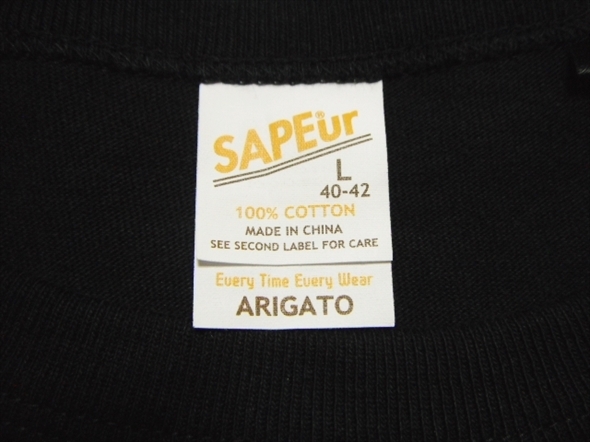 SAPEur®
L
40-42
100% COTTON
MADE IN CHINA
SEE SECOND LABEL FOR CARE
Every Time Every Wear
ARIGATO